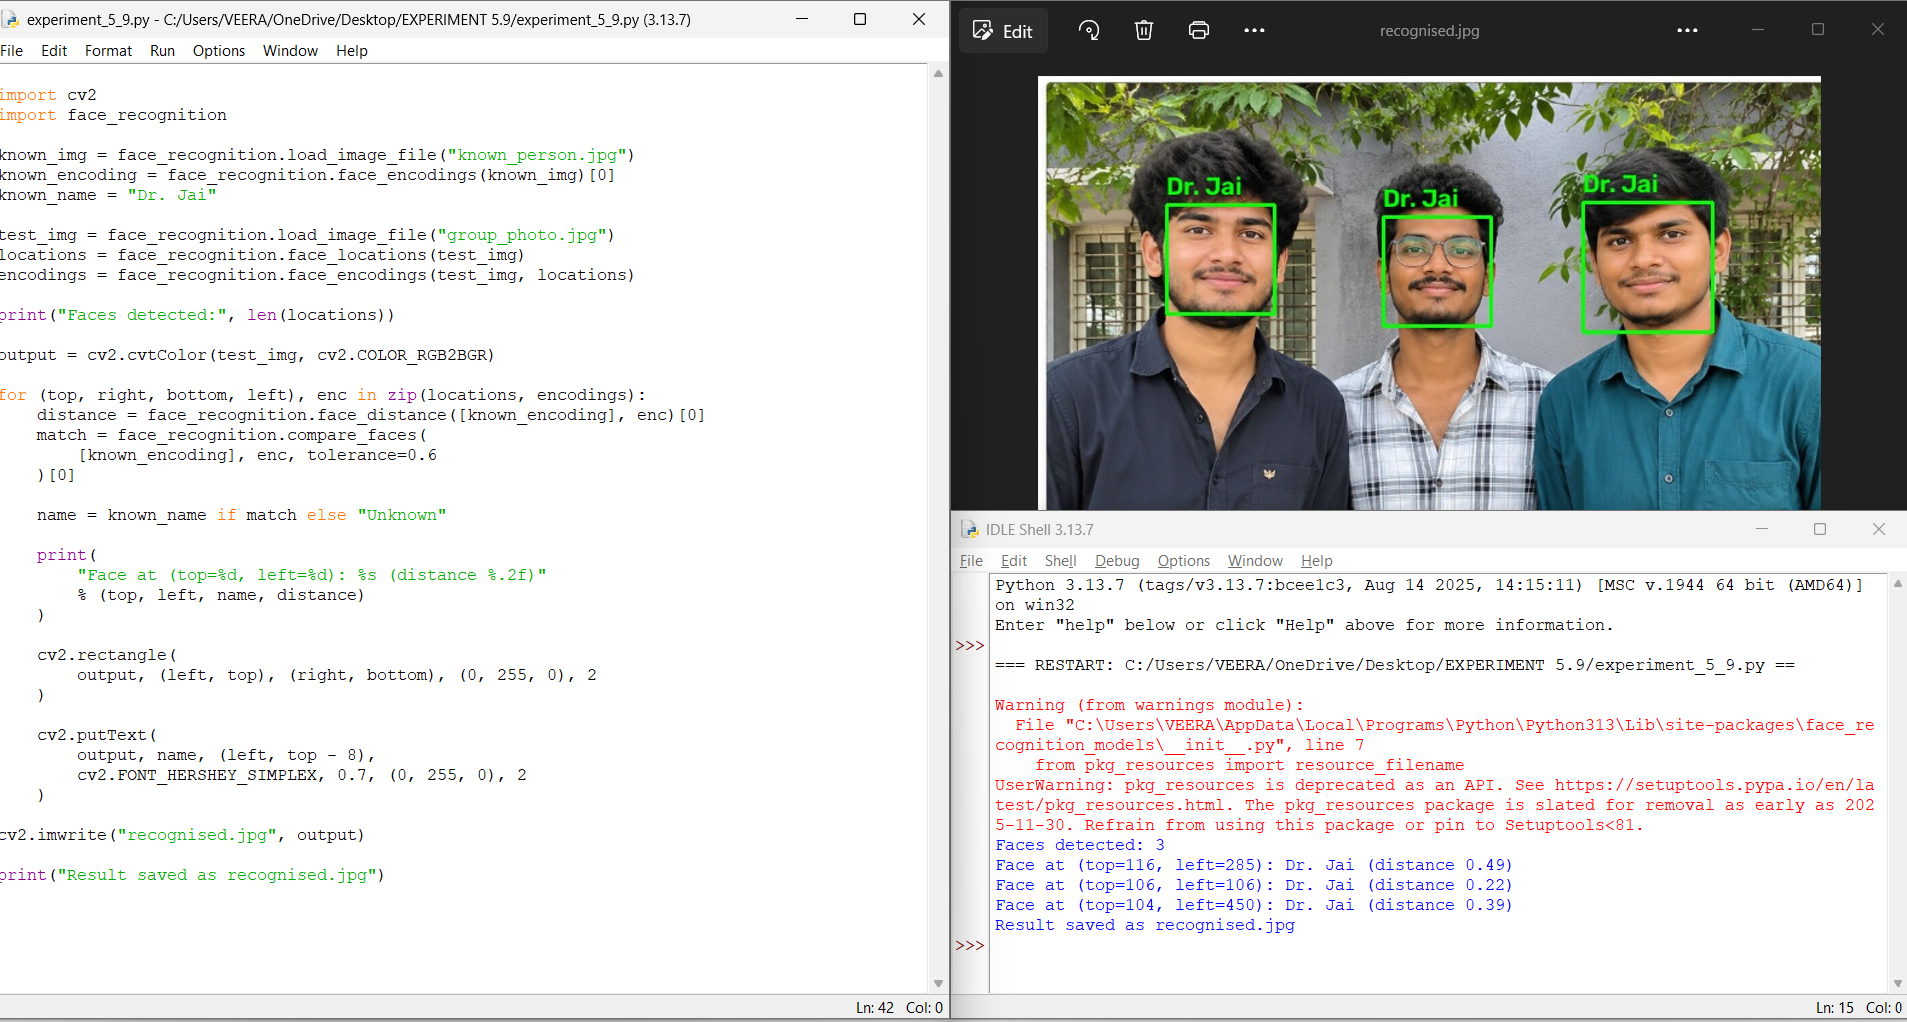 experiment_5_9.py - C:/Users/VEERA/OneDrive/Desktop/EXPERIMENT 5.9/experiment_5_9.py (3.13.7)
File Edit Format Run Options Window Help
import cv2
import face_recognition
known_img = face_recognition.load_image_file("known_person.jpg")
known_encoding = face_recognition.face_encodings(known_img)[0]
known_name = "Dr. Jai"
test_img = face_recognition.load_image_file("group_photo.jpg")
locations = face_recognition.face_locations(test_img)
encodings = face_recognition.face_encodings(test_img, locations)
print("Faces detected:", len(locations))
output = cv2.cvtColor(test_img, cv2.COLOR_RGB2BGR)
for (top, right, bottom, left), enc in zip(locations, encodings):
    distance = face_recognition.face_distance([known_encoding], enc)[0]
    match = face_recognition.compare_faces(
        [known_encoding], enc, tolerance=0.6
    )[0]
    name = known_name if match else "Unknown"
    print(
        "Face at (top=%d, left=%d): %s (distance %.2f)"
        % (top, left, name, distance)
    )
    cv2.rectangle(
        output, (left, top), (right, bottom), (0, 255, 0), 2
    )
    cv2.putText(
        output, name, (left, top - 8),
        cv2.FONT_HERSHEY_SIMPLEX, 0.7, (0, 255, 0), 2
    )
cv2.imwrite("recognised.jpg", output)
print("Result saved as recognised.jpg")
Ln: 42 Col: 0
Edit
recognised.jpg
Dr. Jai
Dr. Jai
Dr. Jai
IDLE Shell 3.13.7
File Edit Shell Debug Options Window Help
Python 3.13.7 (tags/v3.13.7:bcee1c3, Aug 14 2025, 14:15:11) [MSC v.1944 64 bit (AMD64)]
on win32
Enter "help" below or click "Help" above for more information.
>>>
=== RESTART: C:/Users/VEERA/OneDrive/Desktop/EXPERIMENT 5.9/experiment_5_9.py ==
Warning (from warnings module):
  File "C:\Users\VEERA\AppData\Local\Programs\Python\Python313\Lib\site-packages\face_re
cognition_models\__init__.py", line 7
    from pkg_resources import resource_filename
UserWarning: pkg_resources is deprecated as an API. See https://setuptools.pypa.io/en/la
test/pkg_resources.html. The pkg_resources package is slated for removal as early as 202
5-11-30. Refrain from using this package or pin to Setuptools<81.
Faces detected: 3
Face at (top=116, left=285): Dr. Jai (distance 0.49)
Face at (top=106, left=106): Dr. Jai (distance 0.22)
Face at (top=104, left=450): Dr. Jai (distance 0.39)
Result saved as recognised.jpg
>>>
Ln: 15 Col: 0